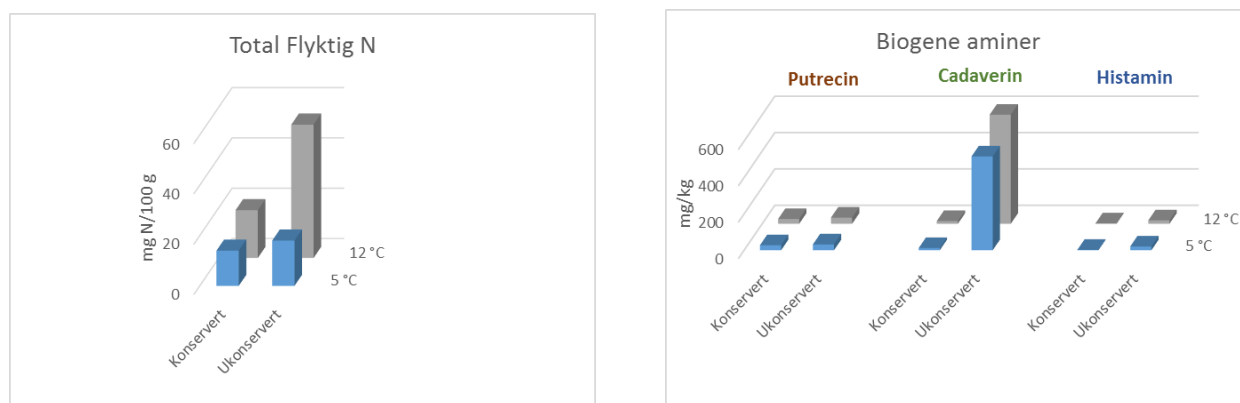 Total Flyktig N
60
40
20
0
mg N/100 g
12 °C
5 °C
Konservert
Ukonservert
Biogene aminer
Putrecin
Cadaverin
Histamin
600
400
200
0
mg/kg
12 °C
5 °C
Konservert
Ukonservert
Konservert
Ukonservert
Konservert
Ukonservert